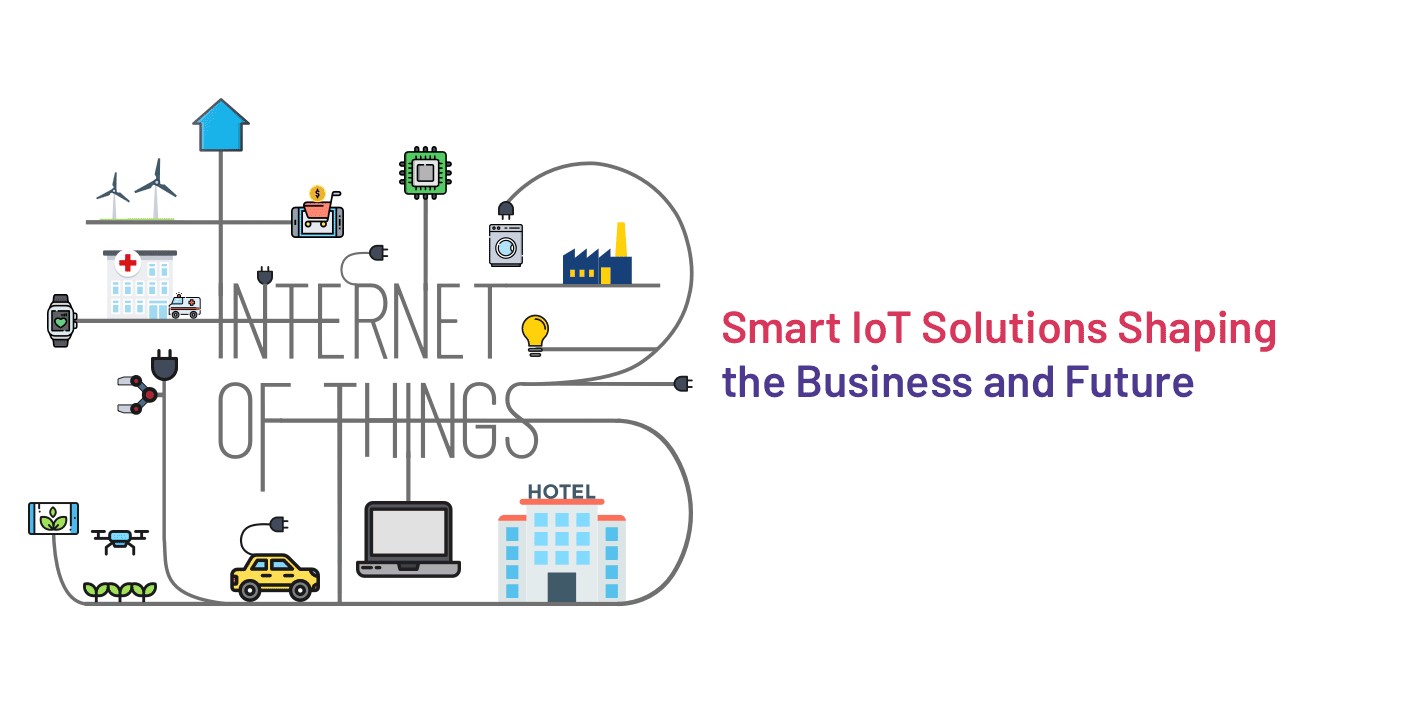 INTERNET
OF THINGS
HOTEL
$
Smart IoT Solutions Shaping
the Business and Future